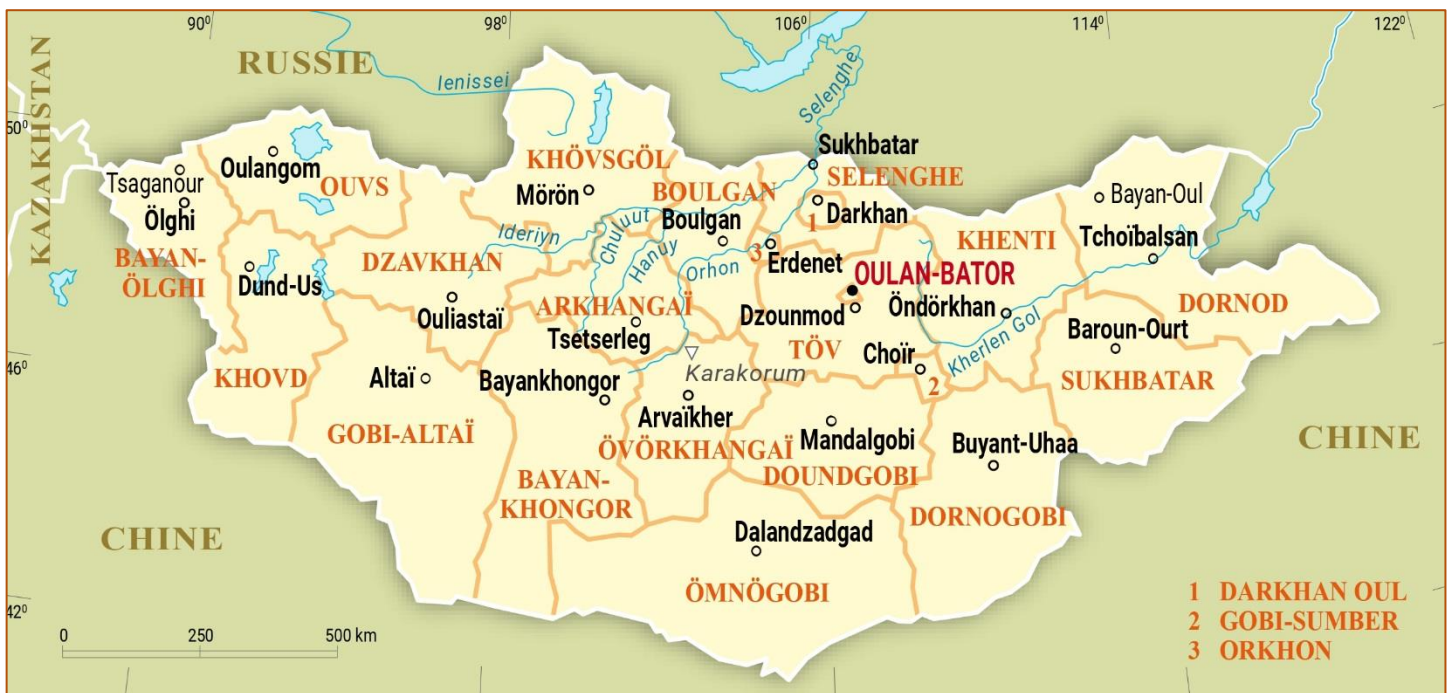 90⁰
98⁰
106⁰
114⁰
122⁰
RUSSIE
KAZAKHSTAN
Ienissei
Selenghe
50⁰
Sukhbatar
Oulangom
KHÖVSGÖL
SELENGHE
Tsaganour
OUVS
Mörön
BOULGAN
Bayan-Oul
Ölghi
1
Darkhan
Chuluut
Boulgan
Ideriyn
Hanuy
KHENTI
Tchoïbalsan
BAYAN-
ÖLGHI
DZAVKHAN
Orhon
3
Erdenet
Dund-Us
OULAN-BATOR
DORNOD
Ouliastaï
ARKHANGAÏ
Dzounmod
Öndörkhan
Kherlen Gol
Baroun-Ourt
Tsetserleg
TÖV
Choïr
46⁰
KHOVD
Altaï
Bayankhongor
Karakorum
2
SUKHBATAR
Arvaïkher
GOBI-ALTAÏ
ÖVÖRKHANGAÏ
Mandalgobi
Buyant-Uhaa
CHINE
BAYAN-
KHONGOR
DOUNDGOBI
DORNOGOBI
CHINE
Dalandzadgad
ÖMNÖGOBI
42⁰
0 250 500 km
1 DARKHAN OUL
2 GOBI-SUMBER
3 ORKHON